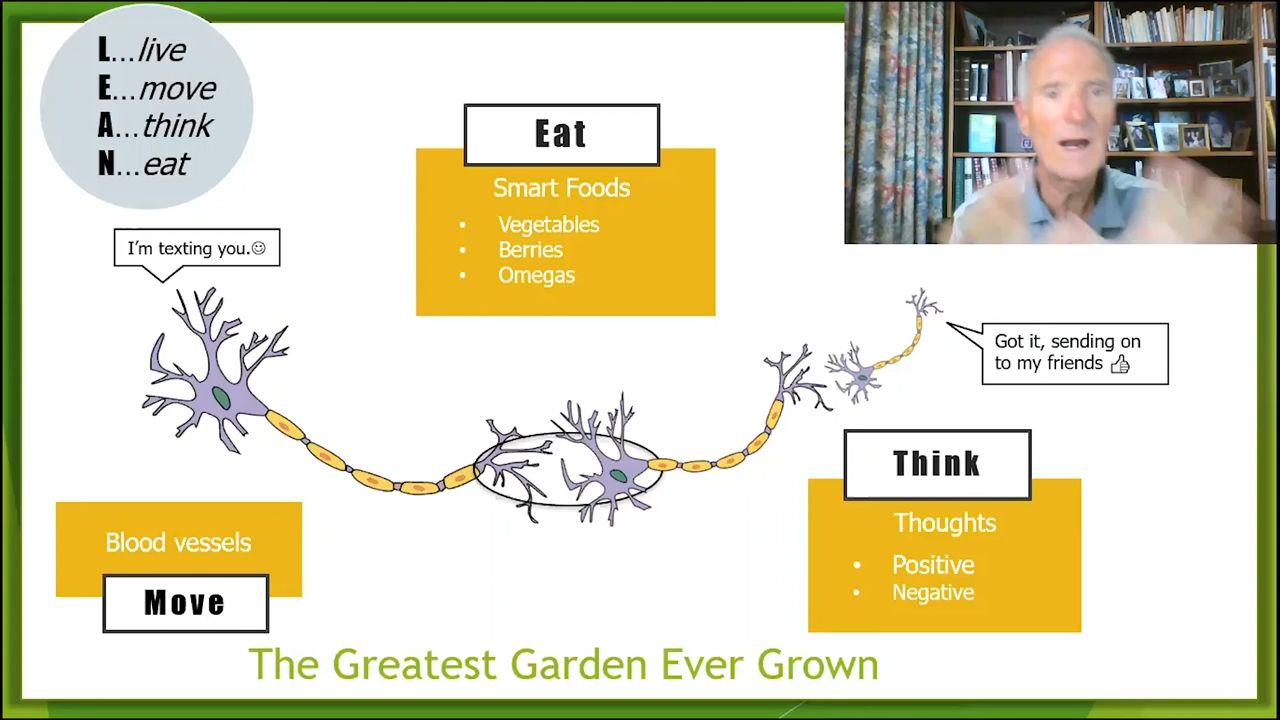 L...live
E...move
A...think
N...eat
Eat
Smart Foods
• Vegetables
• Berries
• Omegas
I'm texting you.☺
Got it, sending on
to my friends 👍
Think
Thoughts
• Positive
• Negative
Blood vessels
Move
The Greatest Garden Ever Grown